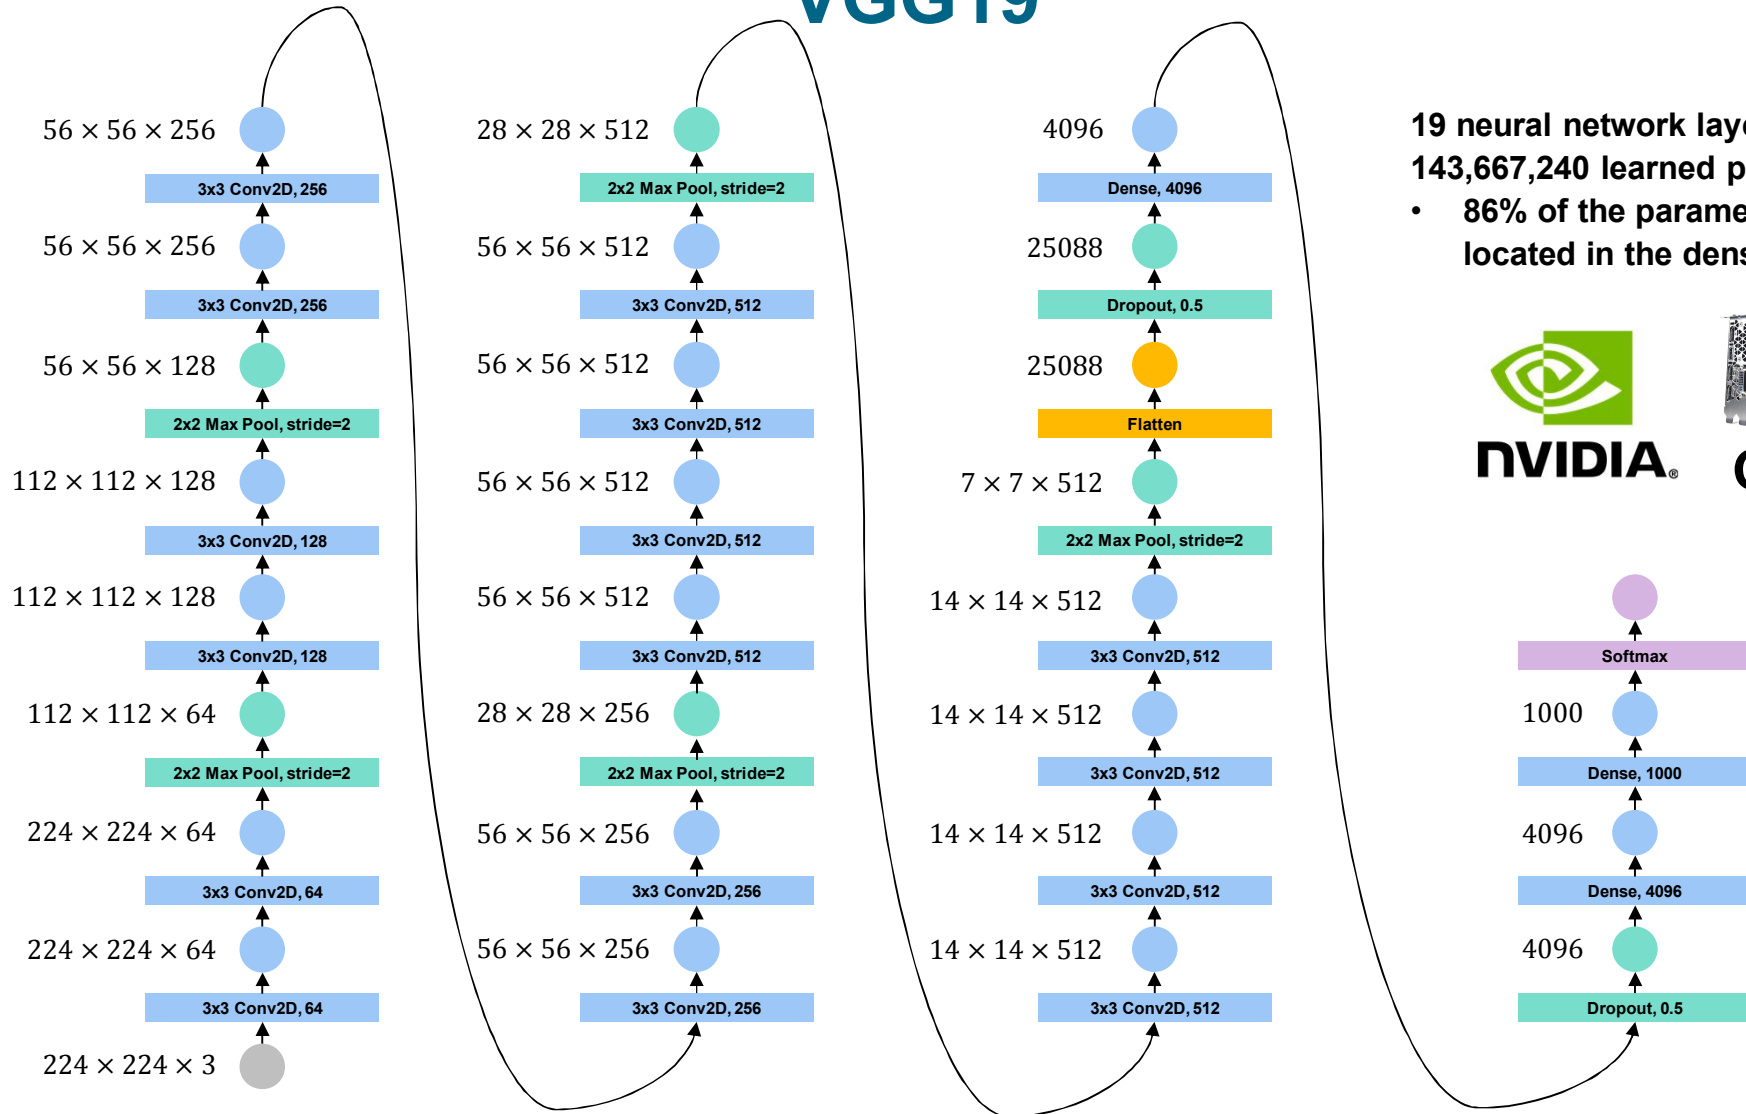 VGG19
56 × 56 × 256
3x3 Conv2D, 256
56 × 56 × 256
3x3 Conv2D, 256
56 × 56 × 128
2x2 Max Pool, stride=2
112 × 112 × 128
3x3 Conv2D, 128
112 × 112 × 128
3x3 Conv2D, 128
112 × 112 × 64
2x2 Max Pool, stride=2
224 × 224 × 64
3x3 Conv2D, 64
224 × 224 × 64
3x3 Conv2D, 64
224 × 224 × 3
28 × 28 × 512
2x2 Max Pool, stride=2
56 × 56 × 512
3x3 Conv2D, 512
56 × 56 × 512
3x3 Conv2D, 512
56 × 56 × 512
3x3 Conv2D, 512
56 × 56 × 512
3x3 Conv2D, 512
28 × 28 × 256
2x2 Max Pool, stride=2
56 × 56 × 256
3x3 Conv2D, 256
56 × 56 × 256
3x3 Conv2D, 256
4096
Dense, 4096
25088
Dropout, 0.5
25088
Flatten
7 × 7 × 512
2x2 Max Pool, stride=2
14 × 14 × 512
3x3 Conv2D, 512
14 × 14 × 512
3x3 Conv2D, 512
14 × 14 × 512
3x3 Conv2D, 512
14 × 14 × 512
3x3 Conv2D, 512
19 neural network
143,667,240 learned
• 86% of the
located in the
NVIDIA®
Softmax
1000
Dense, 1000
4096
Dense, 4096
4096
Dropout, 0.5